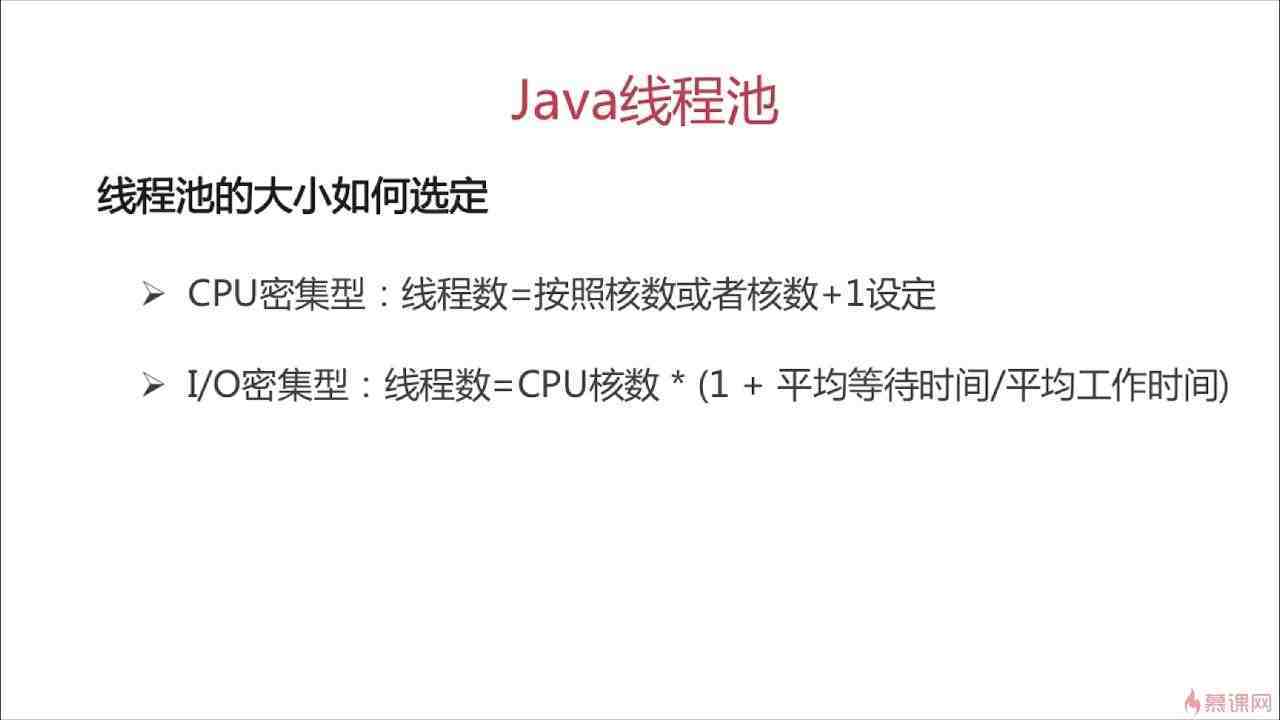 Java线程池
线程池的大小如何选定
➢ CPU密集型：线程数=按照核数或者核数+1设定
➢ I/O密集型：线程数=CPU核数 * (1 + 平均等待时间/平均工作时间)
慕课网